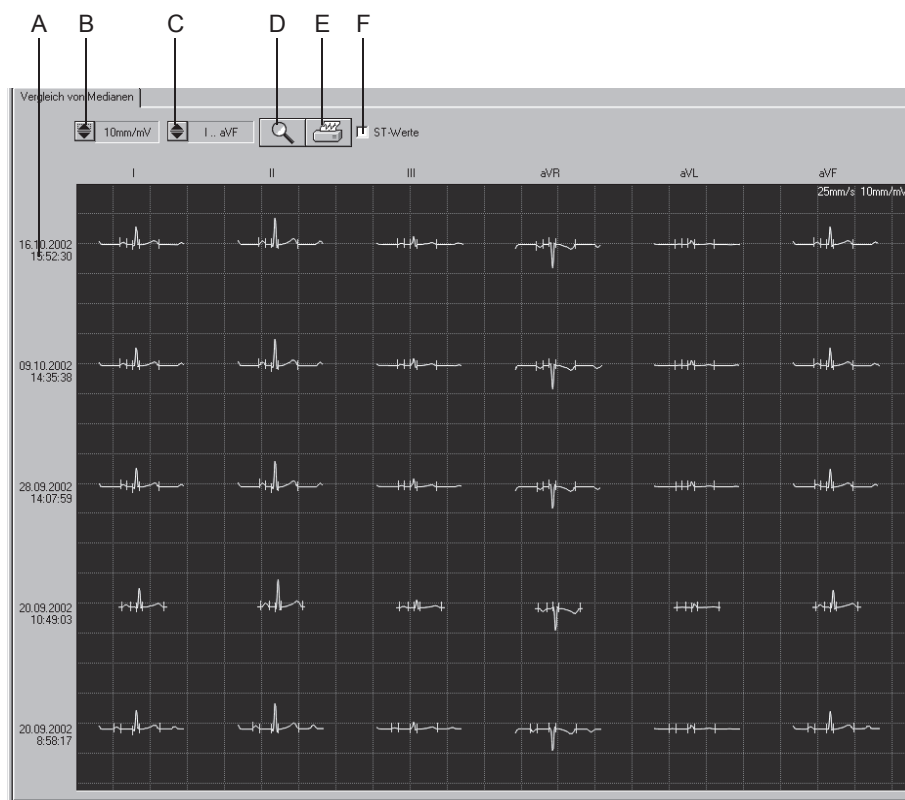 A B C D E F
Vergleich von Medianen
10mm/mV I .. aVF ST-Werte
I II III aVR aVL aVF
25mm/s 10mm/mV
16.10.2002
15:52:30
09.10.2002
14:35:38
28.09.2002
14:07:59
20.09.2002
10:49:03
20.09.2002
8:58:17